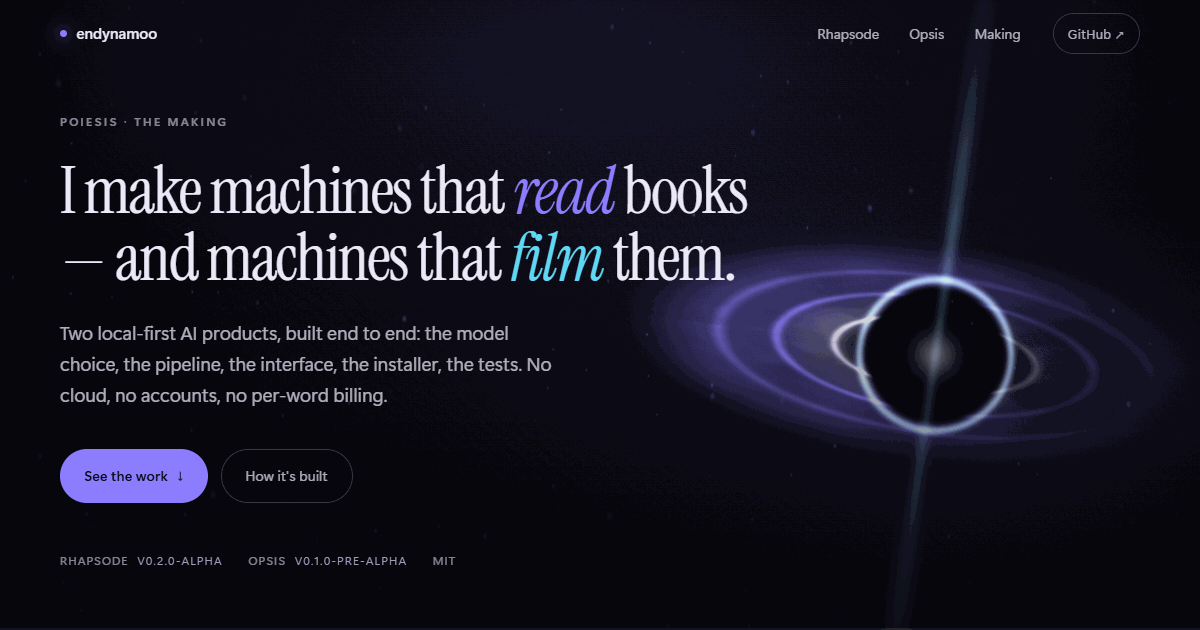 endynamoo
Rhapsode
Opsis
Making
GitHub ↗
POIESIS · THE MAKING
I make machines that read books
— and machines that film them.
Two local-first AI products, built end to end: the model
choice, the pipeline, the interface, the installer, the tests. No
cloud, no accounts, no per-word billing.
See the work ↓
How it's built
RHAPSODE V0.2.0-ALPHA
OPSIS V0.1.0-PRE-ALPHA
MIT